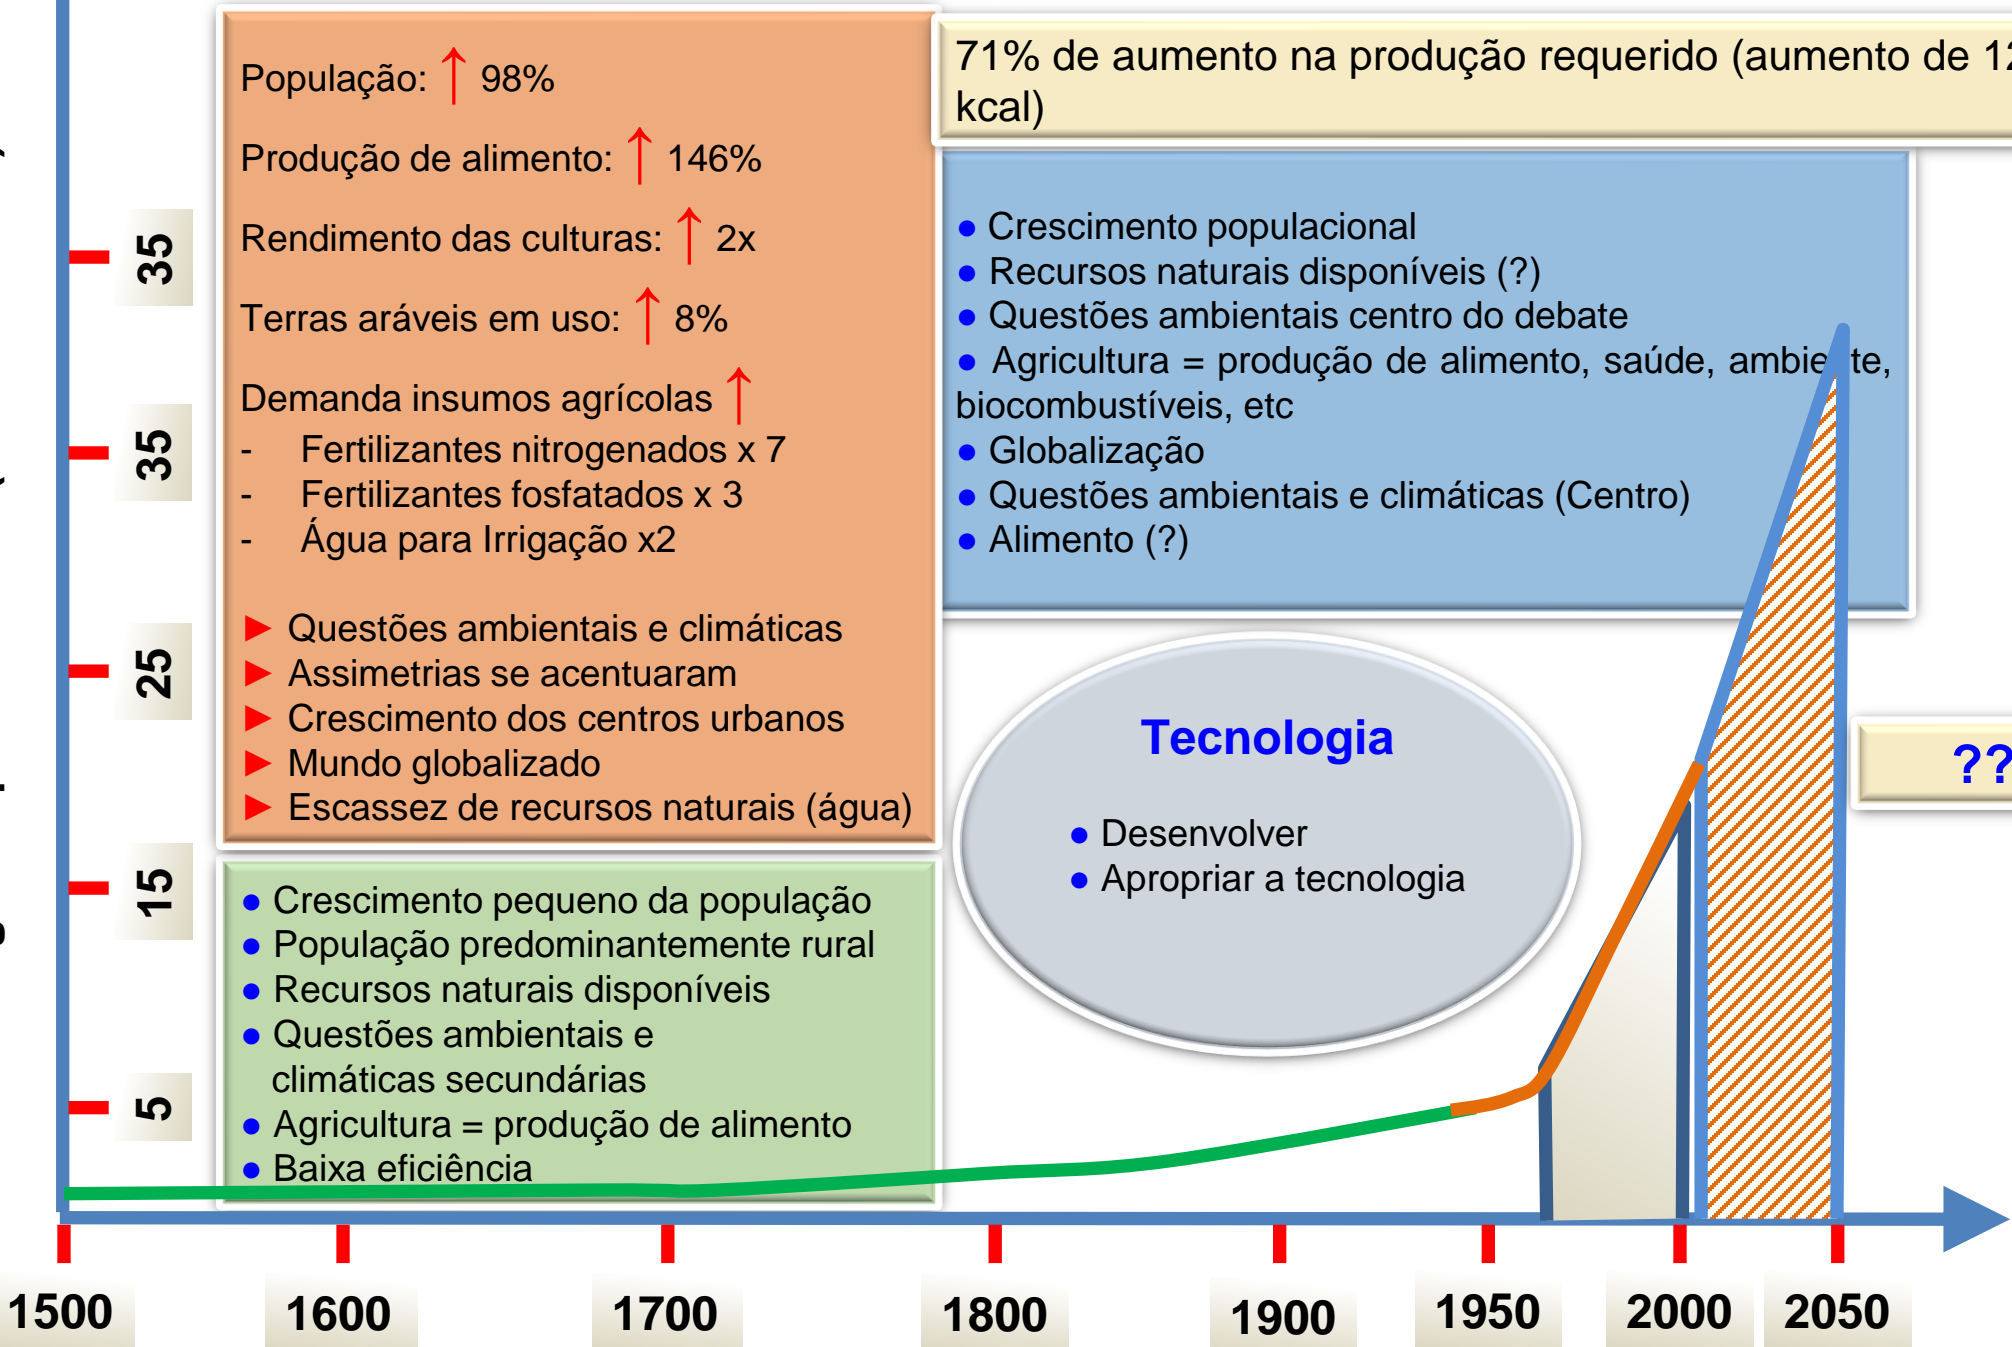 População: ↑ 98%
Produção de alimento: ↑ 146%
Rendimento das culturas: ↑ 2x
Terras aráveis em uso: ↑ 8%
Demanda insumos agrícolas ↑
- Fertilizantes nitrogenados x 7
- Fertilizantes fosfatados x 3
- Água para Irrigação x2
► Questões ambientais e climáticas
► Assimetrias se acentuaram
► Crescimento dos centros urbanos
► Mundo globalizado
► Escassez de recursos naturais (água)
71% de aumento na produção requerido (aumento de 12
kcal)
● Crescimento populacional
● Recursos naturais disponíveis (?)
● Questões ambientais centro do debate
● Agricultura = produção de alimento, saúde, ambiente,
biocombustíveis, etc
● Globalização
● Questões ambientais e climáticas (Centro)
● Alimento (?)
Tecnologia
● Desenvolver
● Apropriar a tecnologia
??
● Crescimento pequeno da população
● População predominantemente rural
● Recursos naturais disponíveis
● Questões ambientais e
climáticas secundárias
● Agricultura = produção de alimento
● Baixa eficiência
35
35
25
15
5
1500
1600
1700
1800
1900
1950
2000
2050